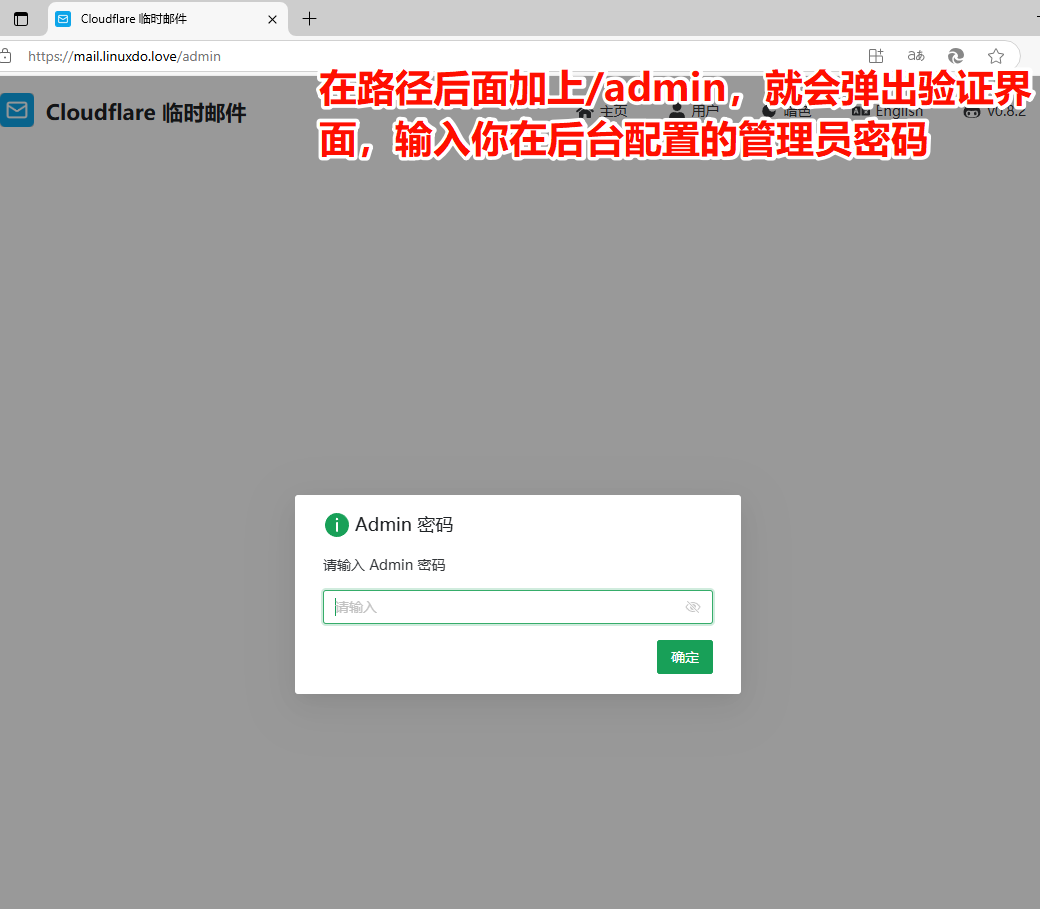 Cloudflare 临时邮件
https://mail.linuxdo.love/admin
在路径后面加上/admin，就会弹出验证界
面，输入你在后台配置的管理员密码
Cloudflare 临时邮件
主页
用户
暗色
English
v0.8.2
Admin 密码
请输入 Admin 密码
请输入
确定